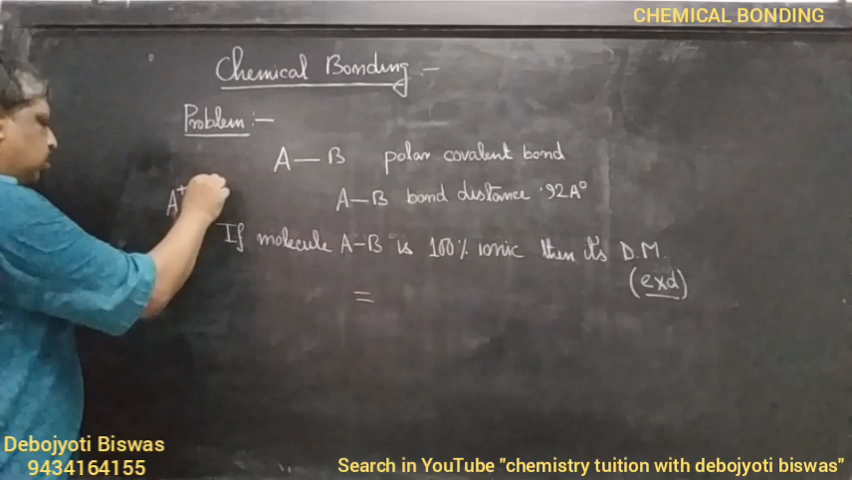 CHEMICAL BONDING
Chemical Bonding :-
Problem :-
A — B polar covalent bond
A — B bond distance .92A°
A⁺
If molecule A-B is 100% ionic then it's D.M.
(exd)
=
Debojyoti Biswas
9434164155
Search in YouTube "chemistry tuition with debojyoti biswas"